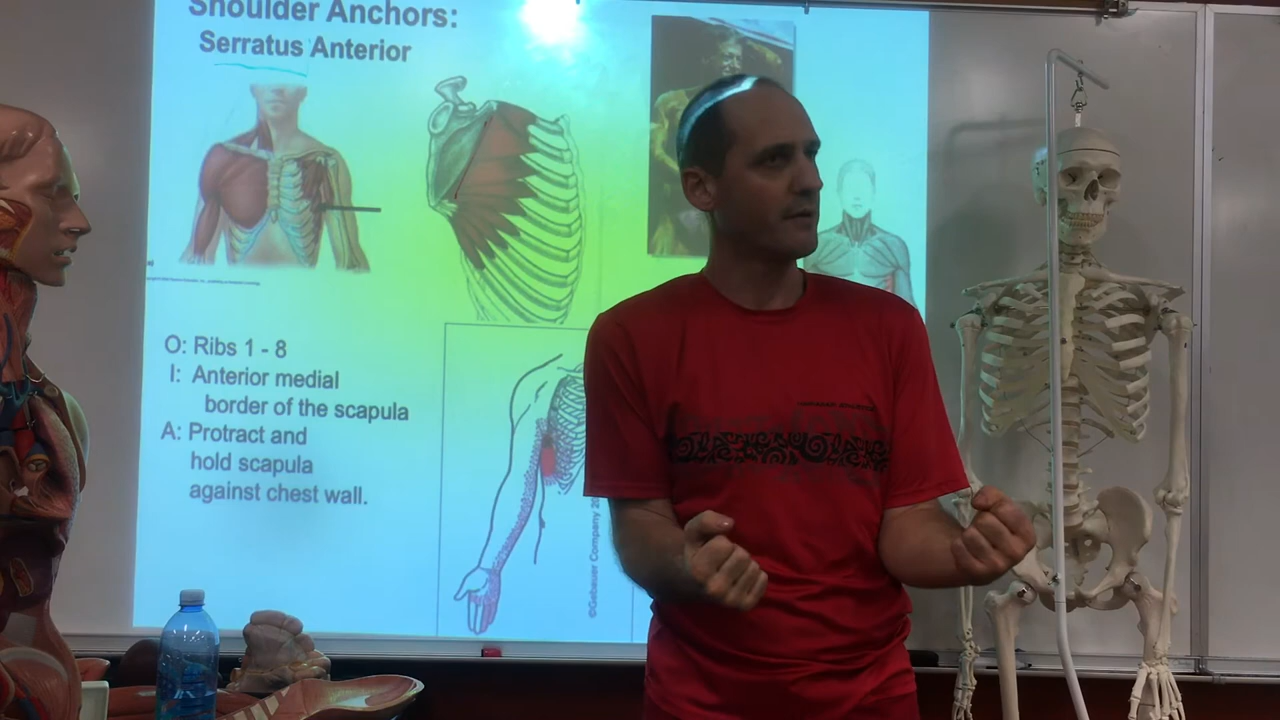 Shoulder Anchors:
Serratus Anterior
O: Ribs 1 - 8
I: Anterior medial
border of the scapula
A: Protract and
hold scapula
against chest wall.
©Gebauer Company 20